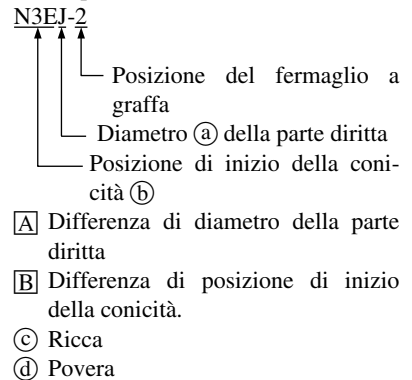 N3EJ-2
Posizione del fermaglio a
graffa
Diametro ⓐ della parte diritta
Posizione di inizio della coni-
cità ⓑ
A Differenza di diametro della parte
diritta
B Differenza di posizione di inizio
della conicità.
ⓒ Ricca
ⓓ Povera